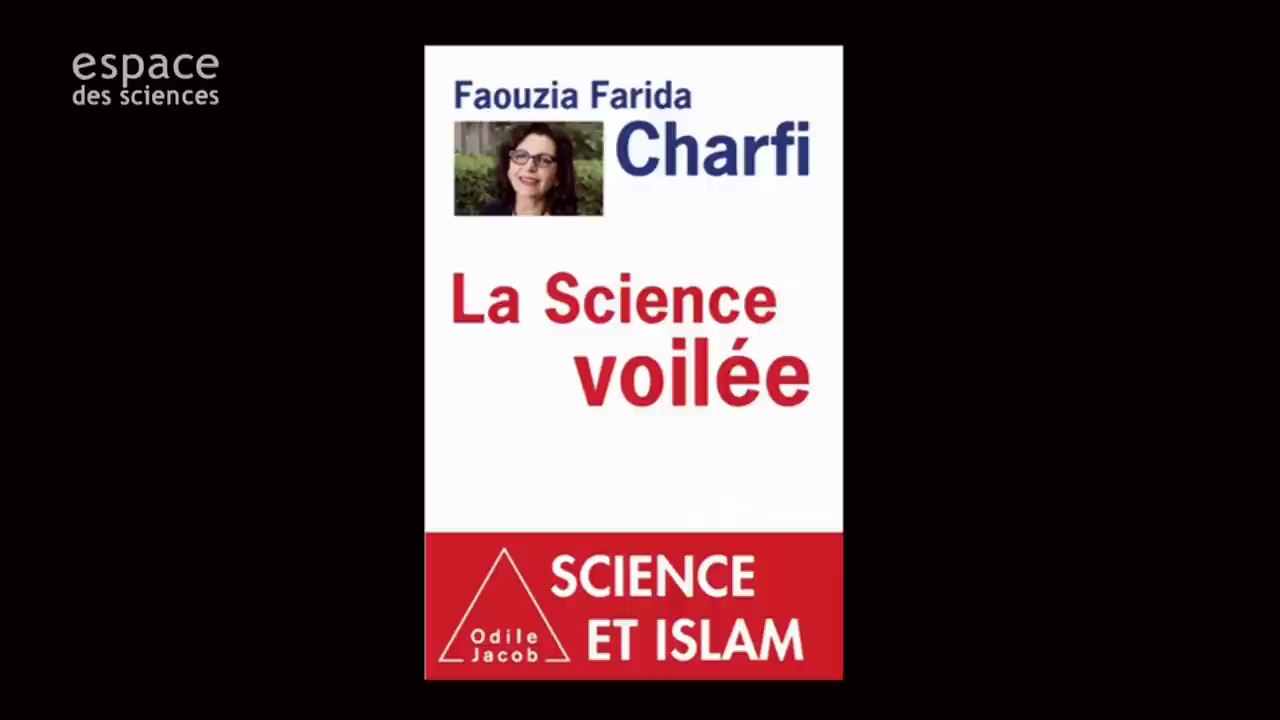 espace
des sciences
Faouzia Farida
Charfi
La Science
voilée
SCIENCE
ET ISLAM
Odile
Jacob